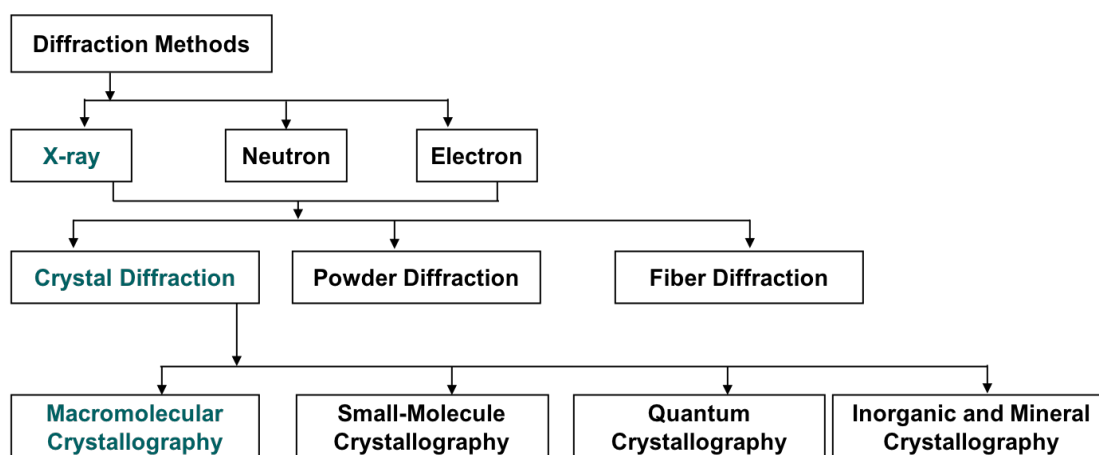 Diffraction Methods
X-ray
Neutron
Electron
Crystal Diffraction
Powder Diffraction
Fiber Diffraction
Macromolecular
Crystallography
Small-Molecule
Crystallography
Quantum
Crystallography
Inorganic and Mineral
Crystallography